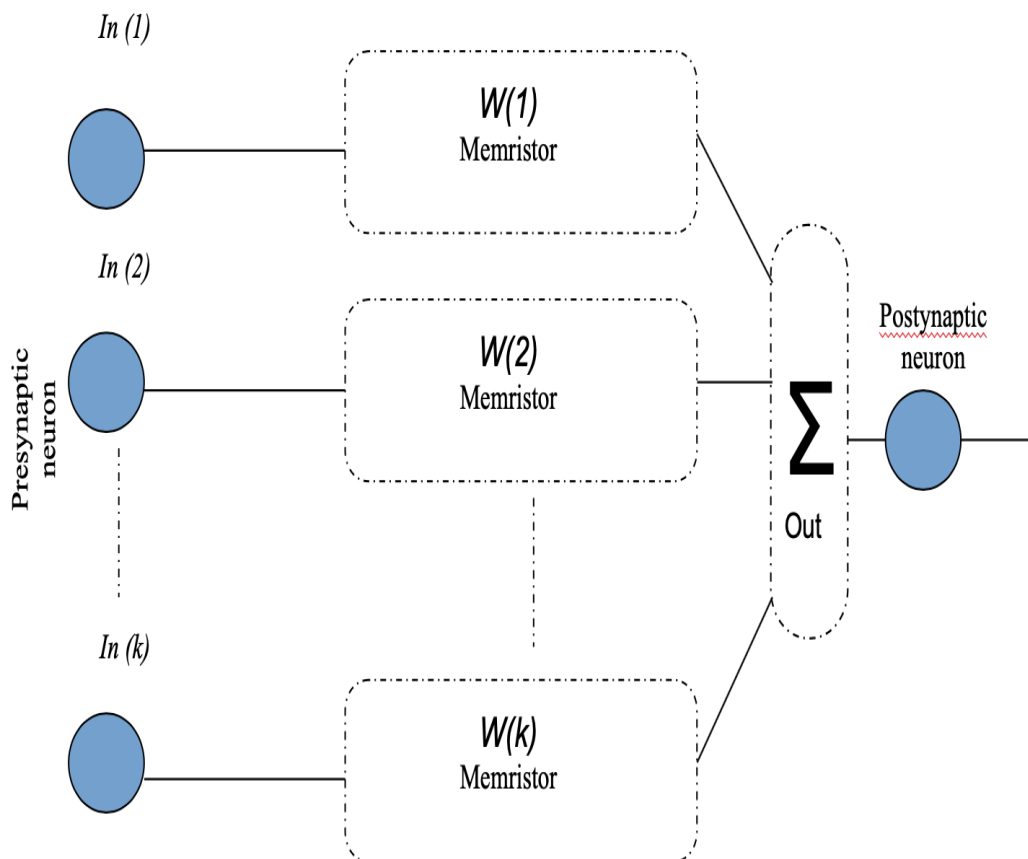 In (1)
W(1)
Memristor
In (2)
W(2)
Memristor
Presynaptic
neuron
Σ
Out
Postynaptic
neuron
In (k)
W(k)
Memristor